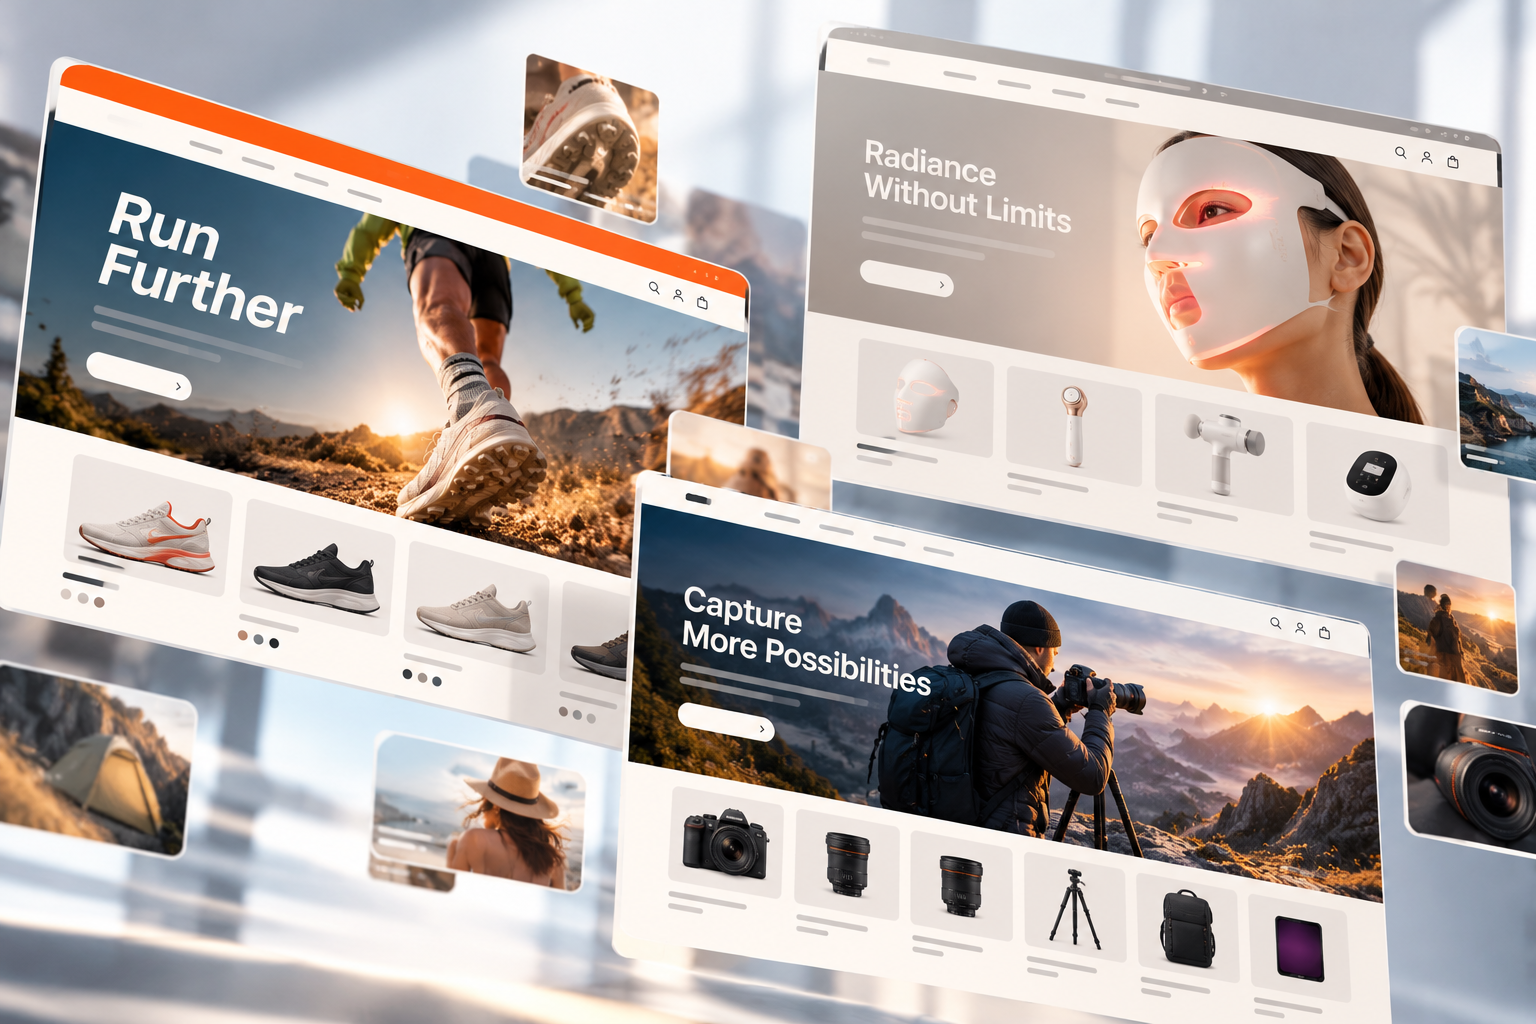 Run
Further
Radiance
Without Limits
Capture
More Possibilities